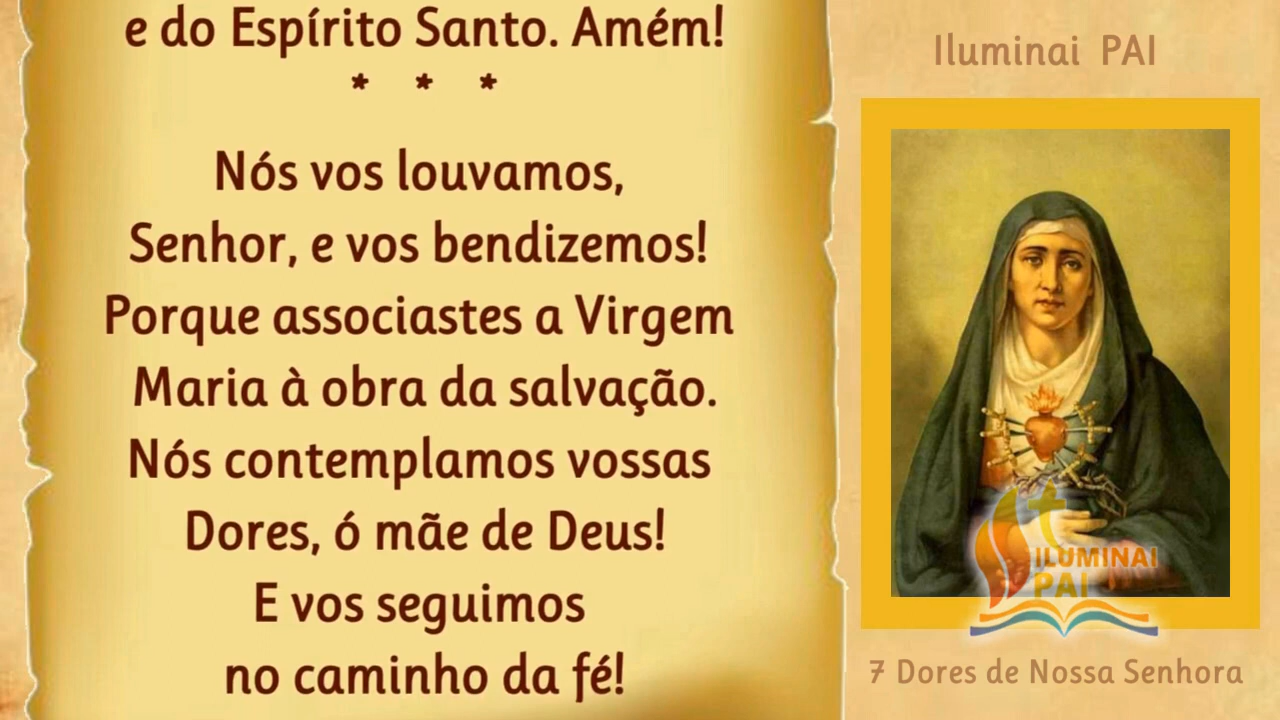 e do Espírito Santo. Amém!
* * *
Nós vos louvamos,
Senhor, e vos bendizemos!
Porque associastes a Virgem
Maria à obra da salvação.
Nós contemplamos vossas
Dores, ó mãe de Deus!
E vos seguimos
no caminho da fé!
Iluminai PAI
ILUMINAI
PAI
7 Dores de Nossa Senhora